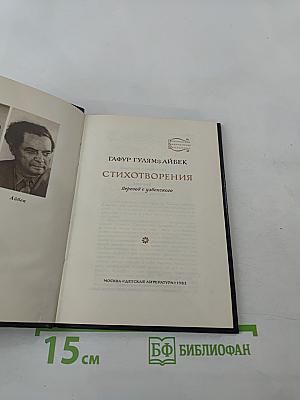 Айбек
ГАФУР ГУЛЯМ АЙБЕК
СТИХОТВОРЕНИЯ
Перевод с узбекского
МОСКВА «ДЕТСКАЯ ЛИТЕРАТУРА» 1983
15 см
БФ БИБЛИОФАН